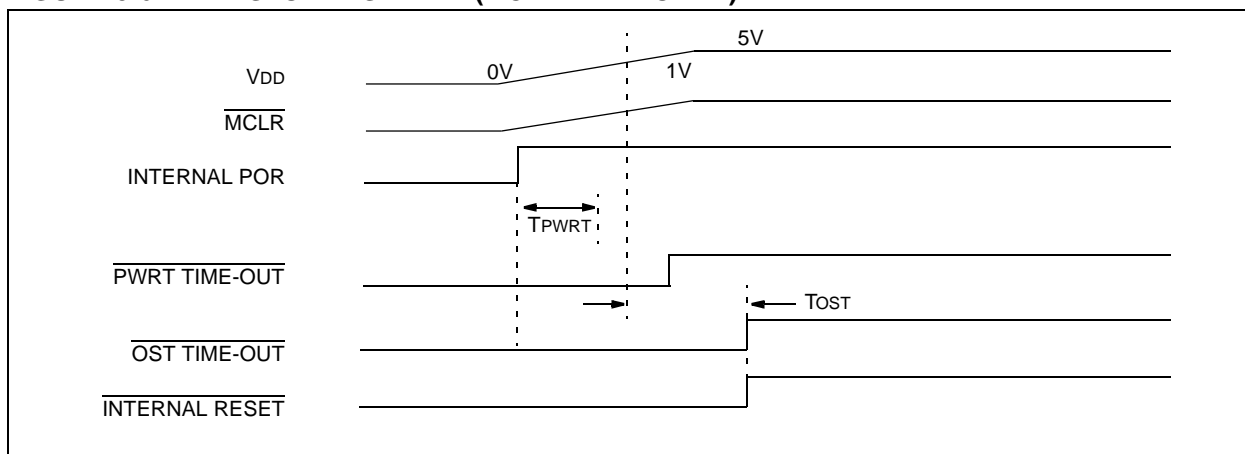 5V
VDD
0V
1V
MCLR
INTERNAL POR
TPWRT
PWRT TIME-OUT
TOST
OST TIME-OUT
INTERNAL RESET